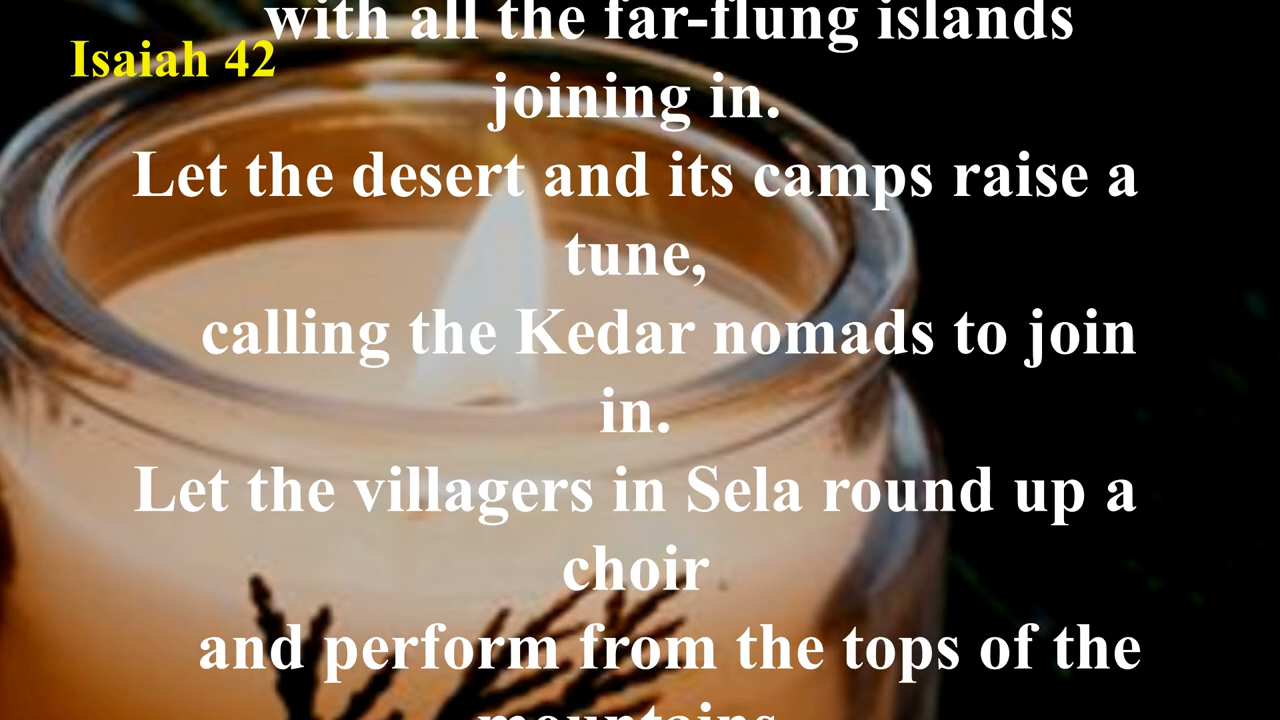 with all the far-flung islands
Isaiah 42
joining in.
Let the desert and its camps raise a
tune,
calling the Kedar nomads to join
in.
Let the villagers in Sela round up a
choir
and perform from the tops of the
mountains.